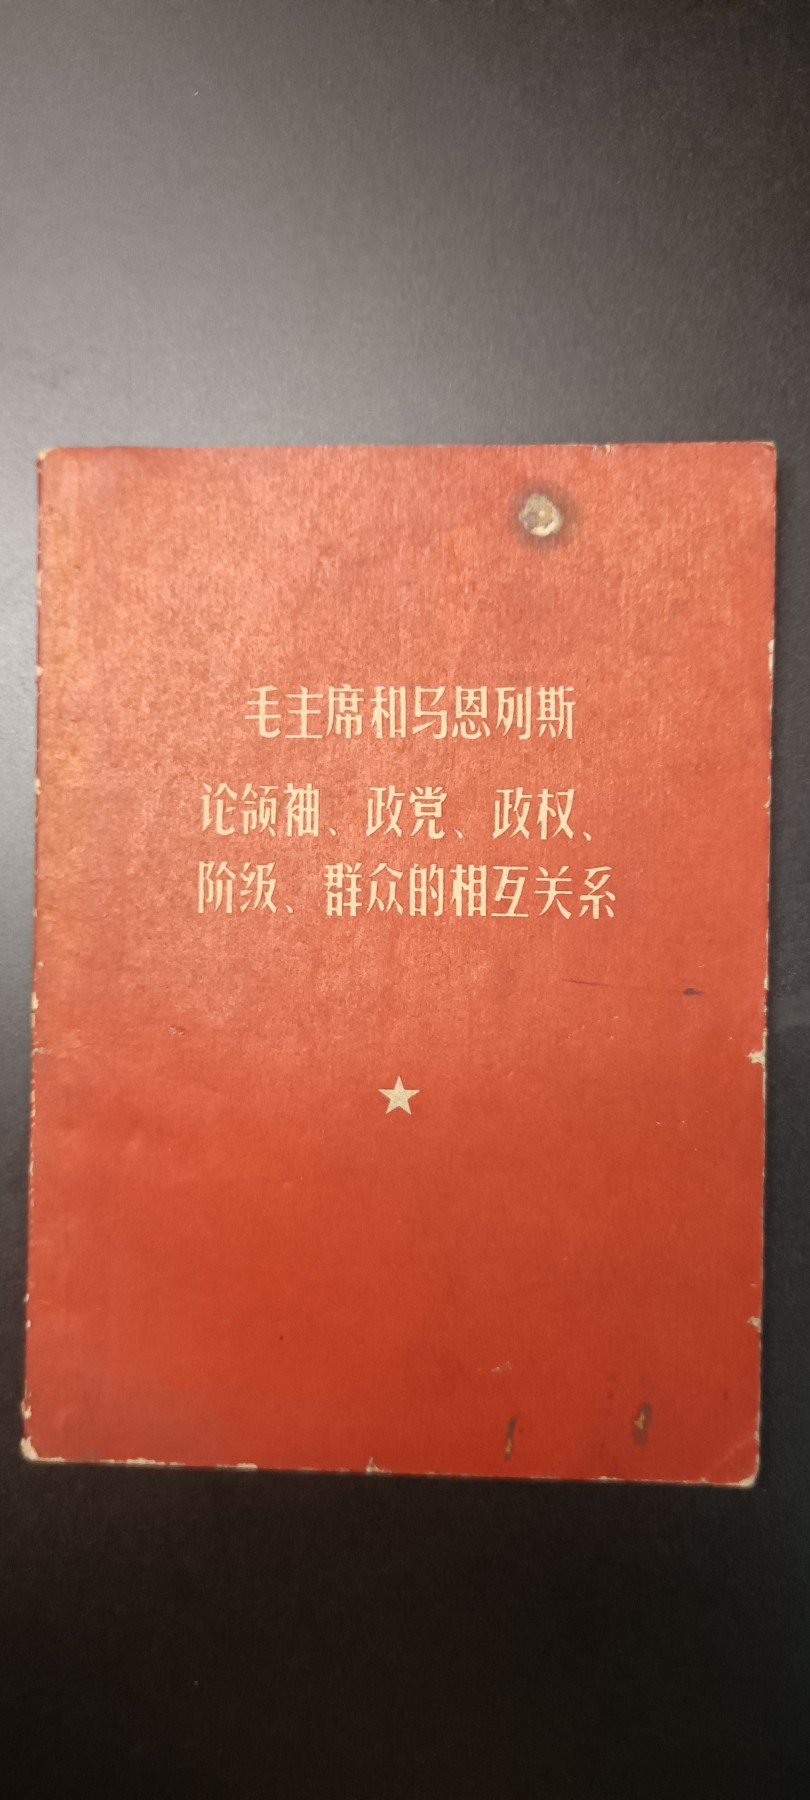 毛主席和马恩列斯
论领袖、政党、政权、
阶级、群众的相互关系